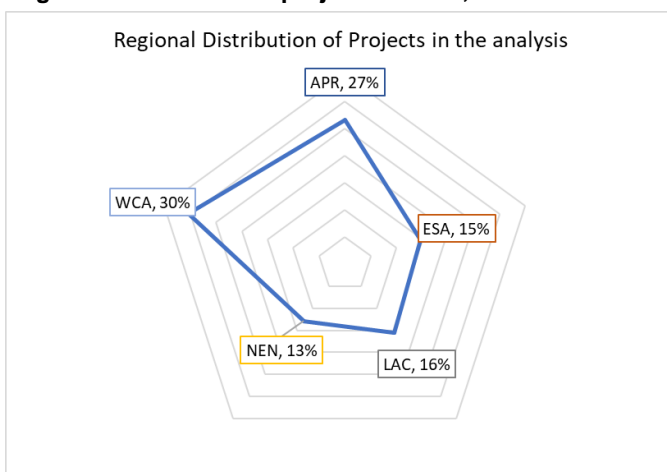 Regional Distribution of Projects in the analysis
APR, 27%
WCA, 30%
ESA, 15%
NEN, 13%
LAC, 16%